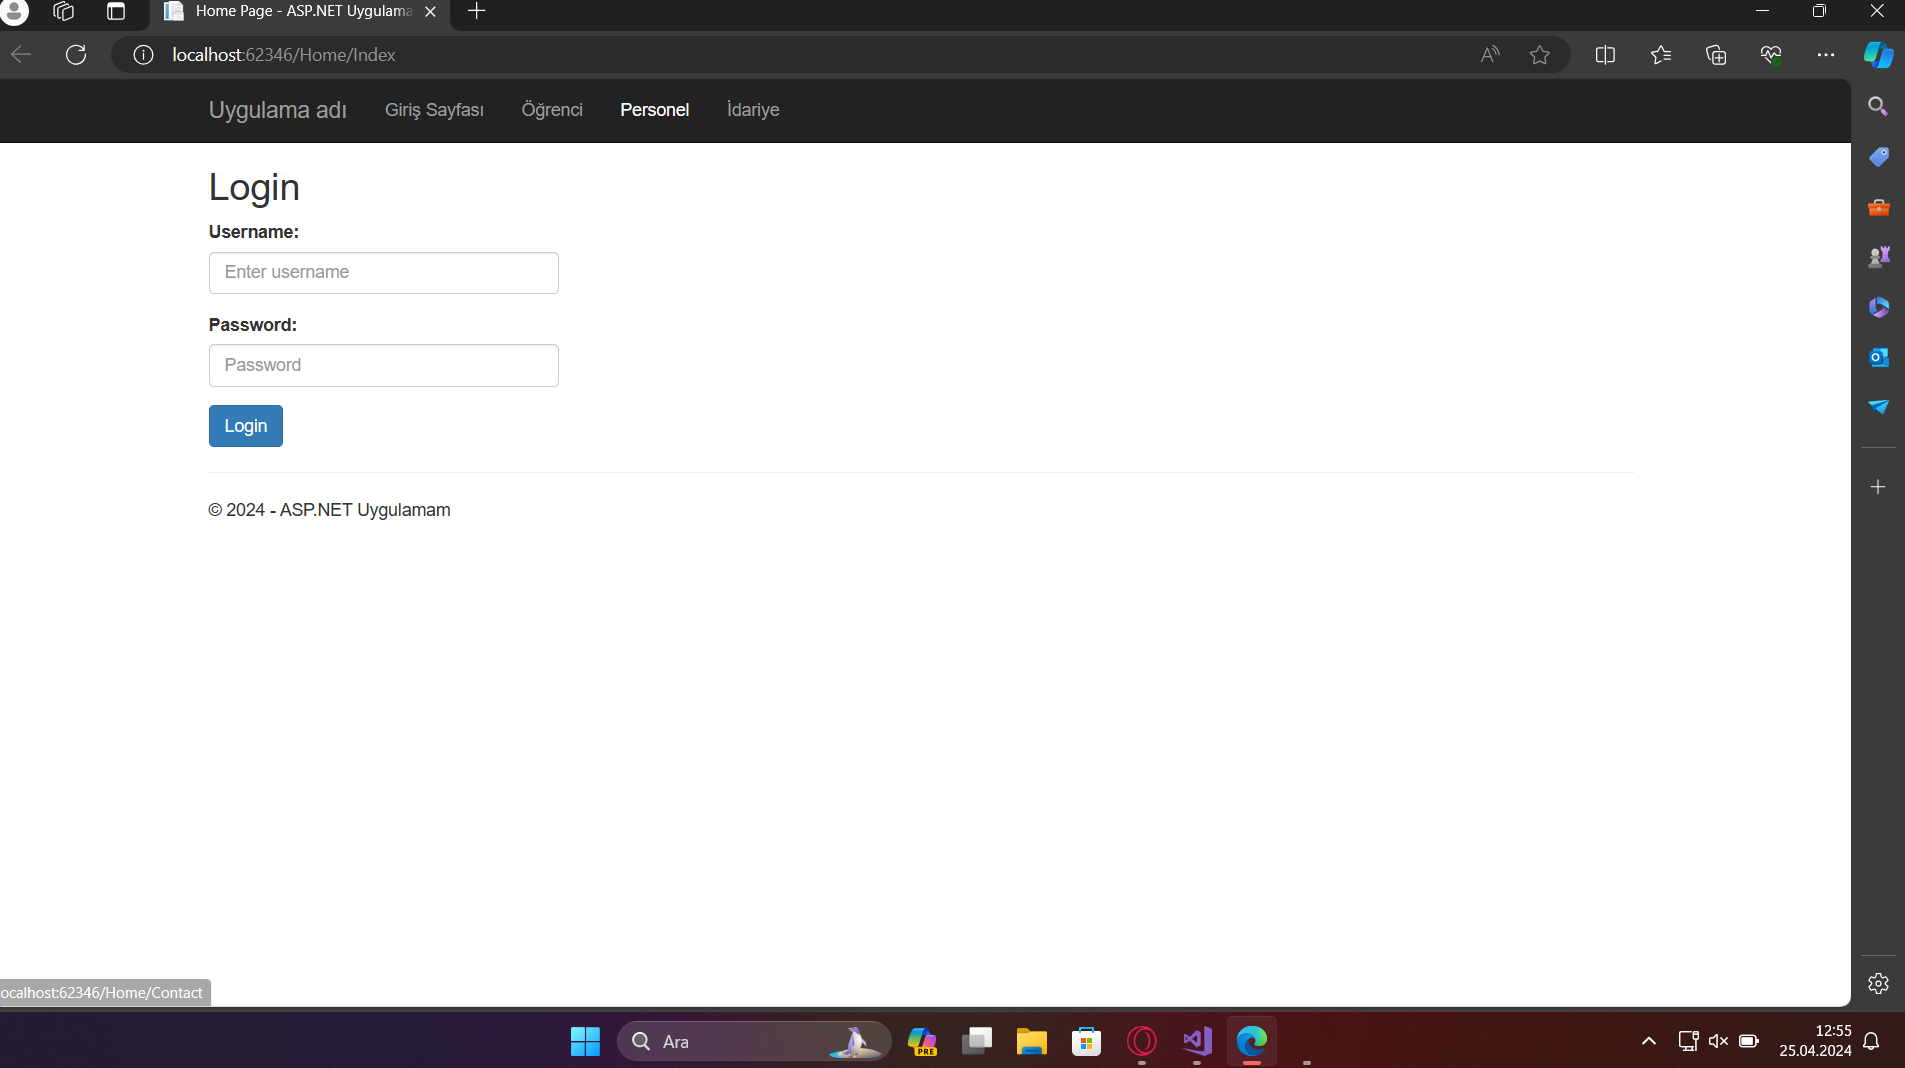 Home Page - ASP.NET Uygulama
localhost:62346/Home/Index
Uygulama adı
Giriş Sayfası
Öğrenci
Personel
İdariye
Login
Username:
Enter username
Password:
Password
Login
© 2024 - ASP.NET Uygulamam
ocalhost:62346/Home/Contact
Ara
PRE
12:55
25.04.2024